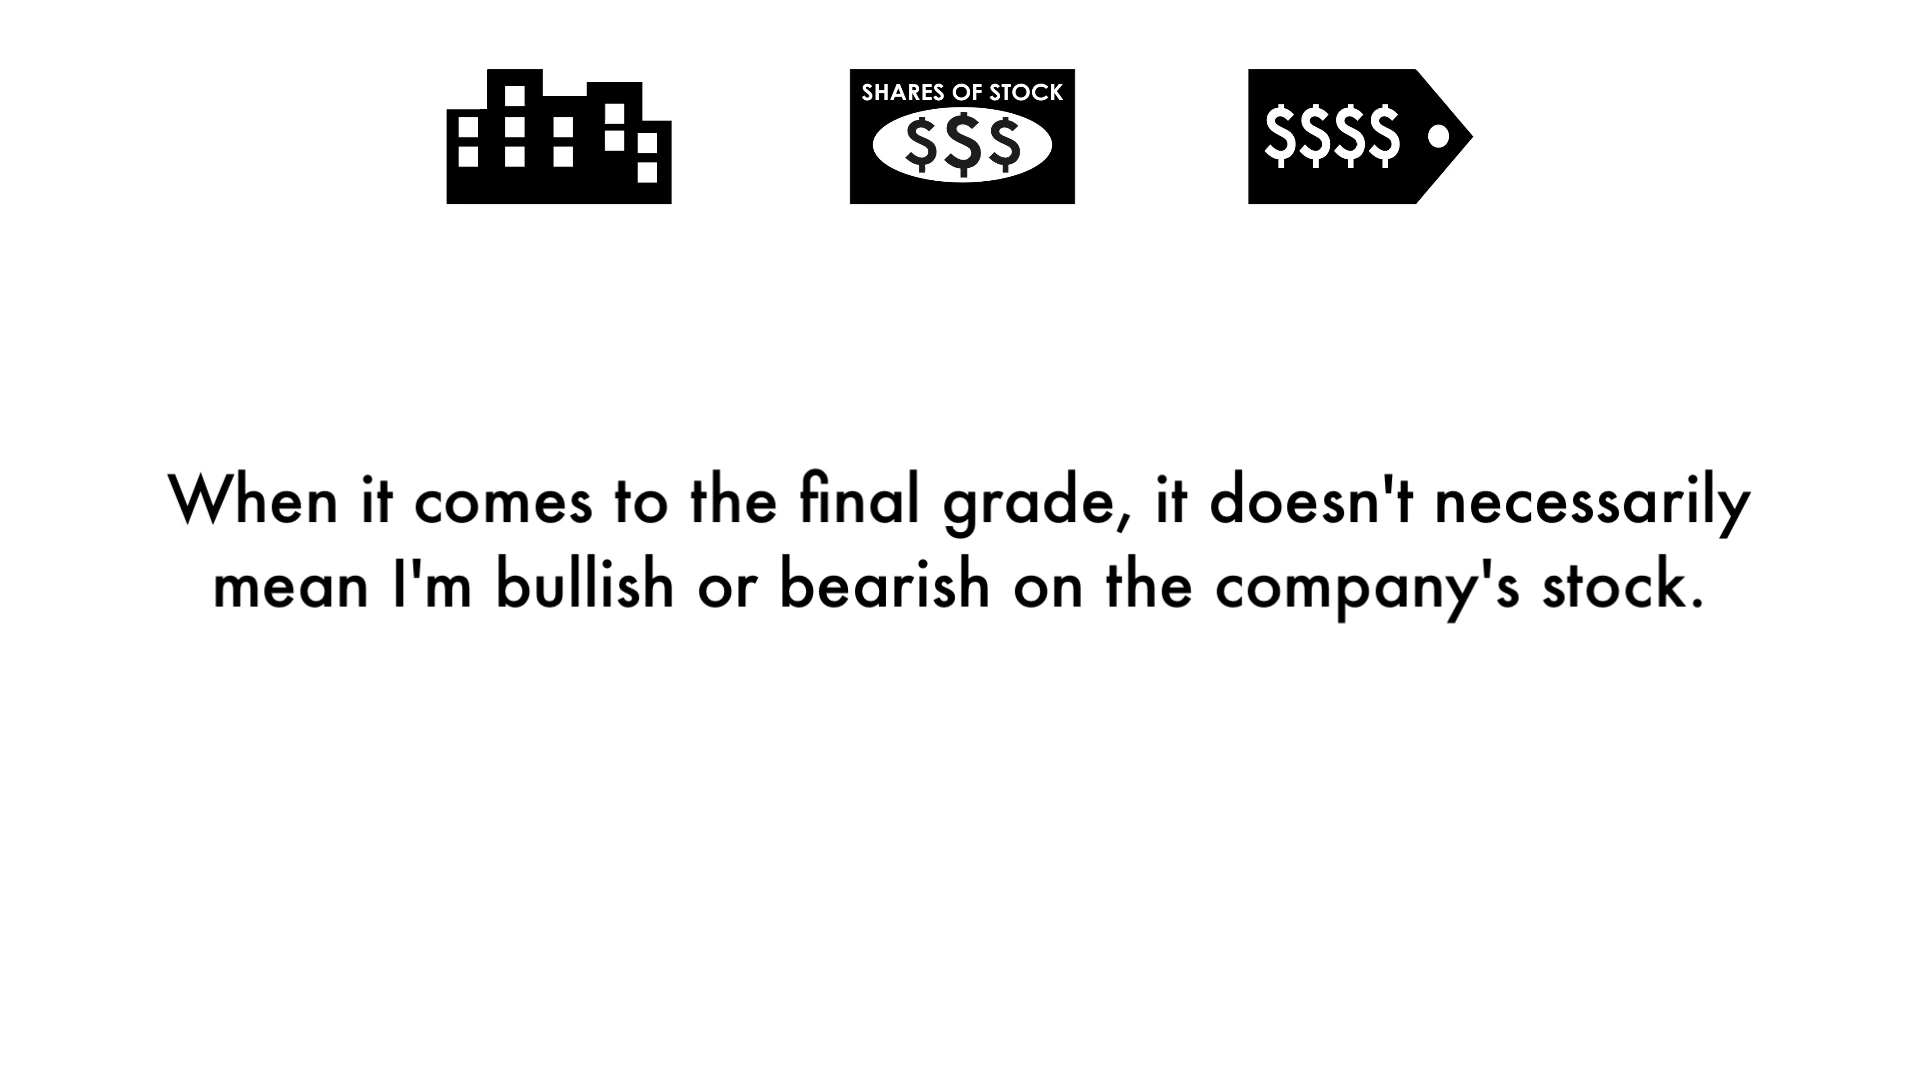 SHARES OF STOCK
$$$
$$$$
When it comes to the final grade, it doesn't necessarily
mean I'm bullish or bearish on the company's stock.